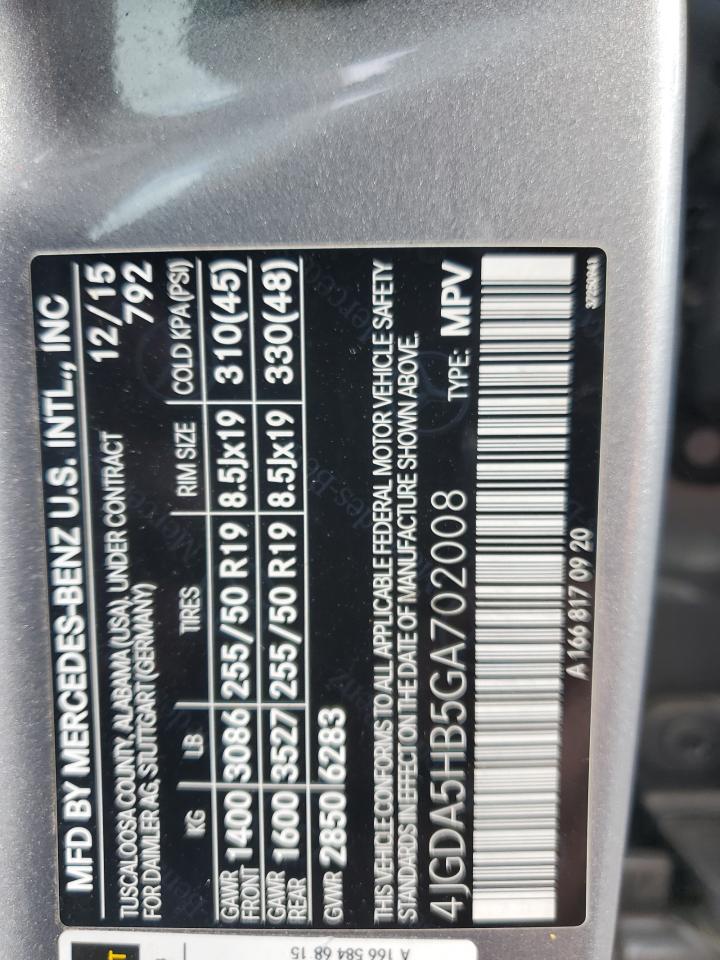 MFD BY MERCEDES-BENZ U.S. INTL., INC
TUSCALOOSA COUNTY, ALABAMA (USA), UNDER CONTRACT 12/15
FOR DAIMLER AG, STUTTGART (GERMANY) 792
KG LB TIRES RIM SIZE COLD KPA (PSI)
GAWR FRONT 1400 3086 255/50 R19 8.5Jx19 310(45)
GAWR REAR 1600 3527 255/50 R19 8.5Jx19 330(48)
GVWR 2850 6283
THIS VEHICLE CONFORMS TO ALL APPLICABLE FEDERAL MOTOR VEHICLE SAFETY
STANDARDS IN EFFECT ON THE DATE OF MANUFACTURE SHOWN ABOVE.
4JGDA5HB5GA702008 TYPE: MPV
A 166 817 09 20
A 166 584 68 15